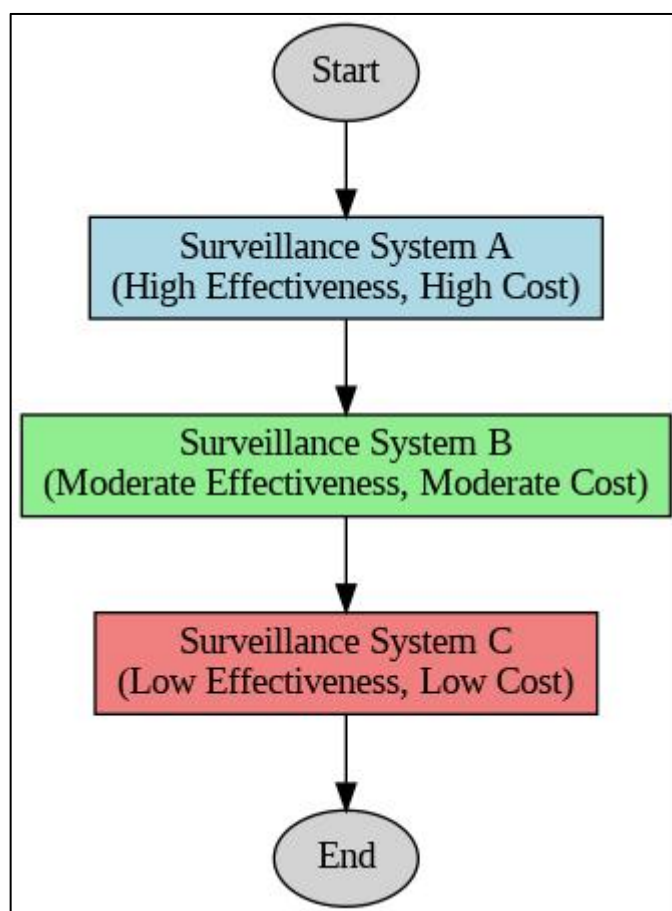 Start
Surveillance System A
(High Effectiveness, High Cost)
Surveillance System B
(Moderate Effectiveness, Moderate Cost)
Surveillance System C
(Low Effectiveness, Low Cost)
End